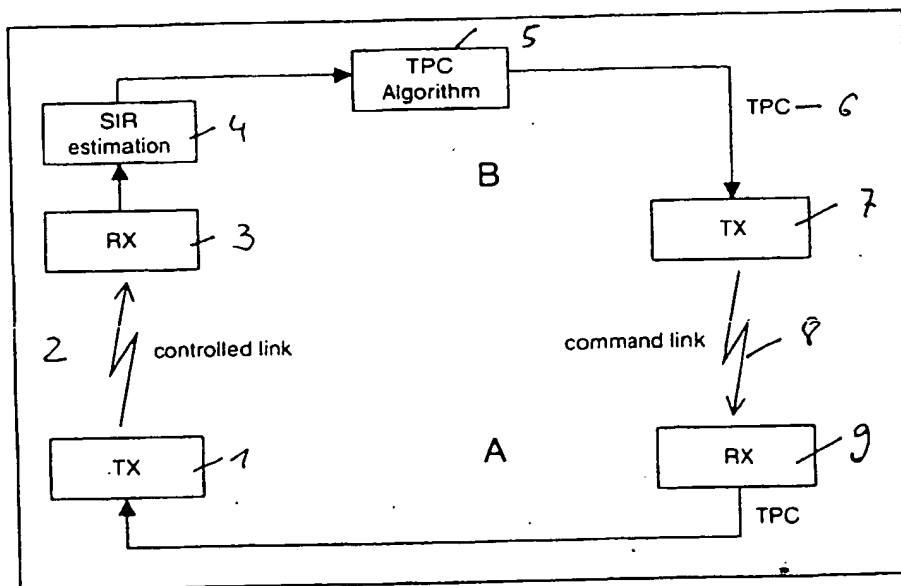 5
TPC
Algorithm
SIR
estimation
4
TPC — 6
B
RX
3
TX
7
2
controlled link
command link
8
TX
1
A
RX
9
TPC